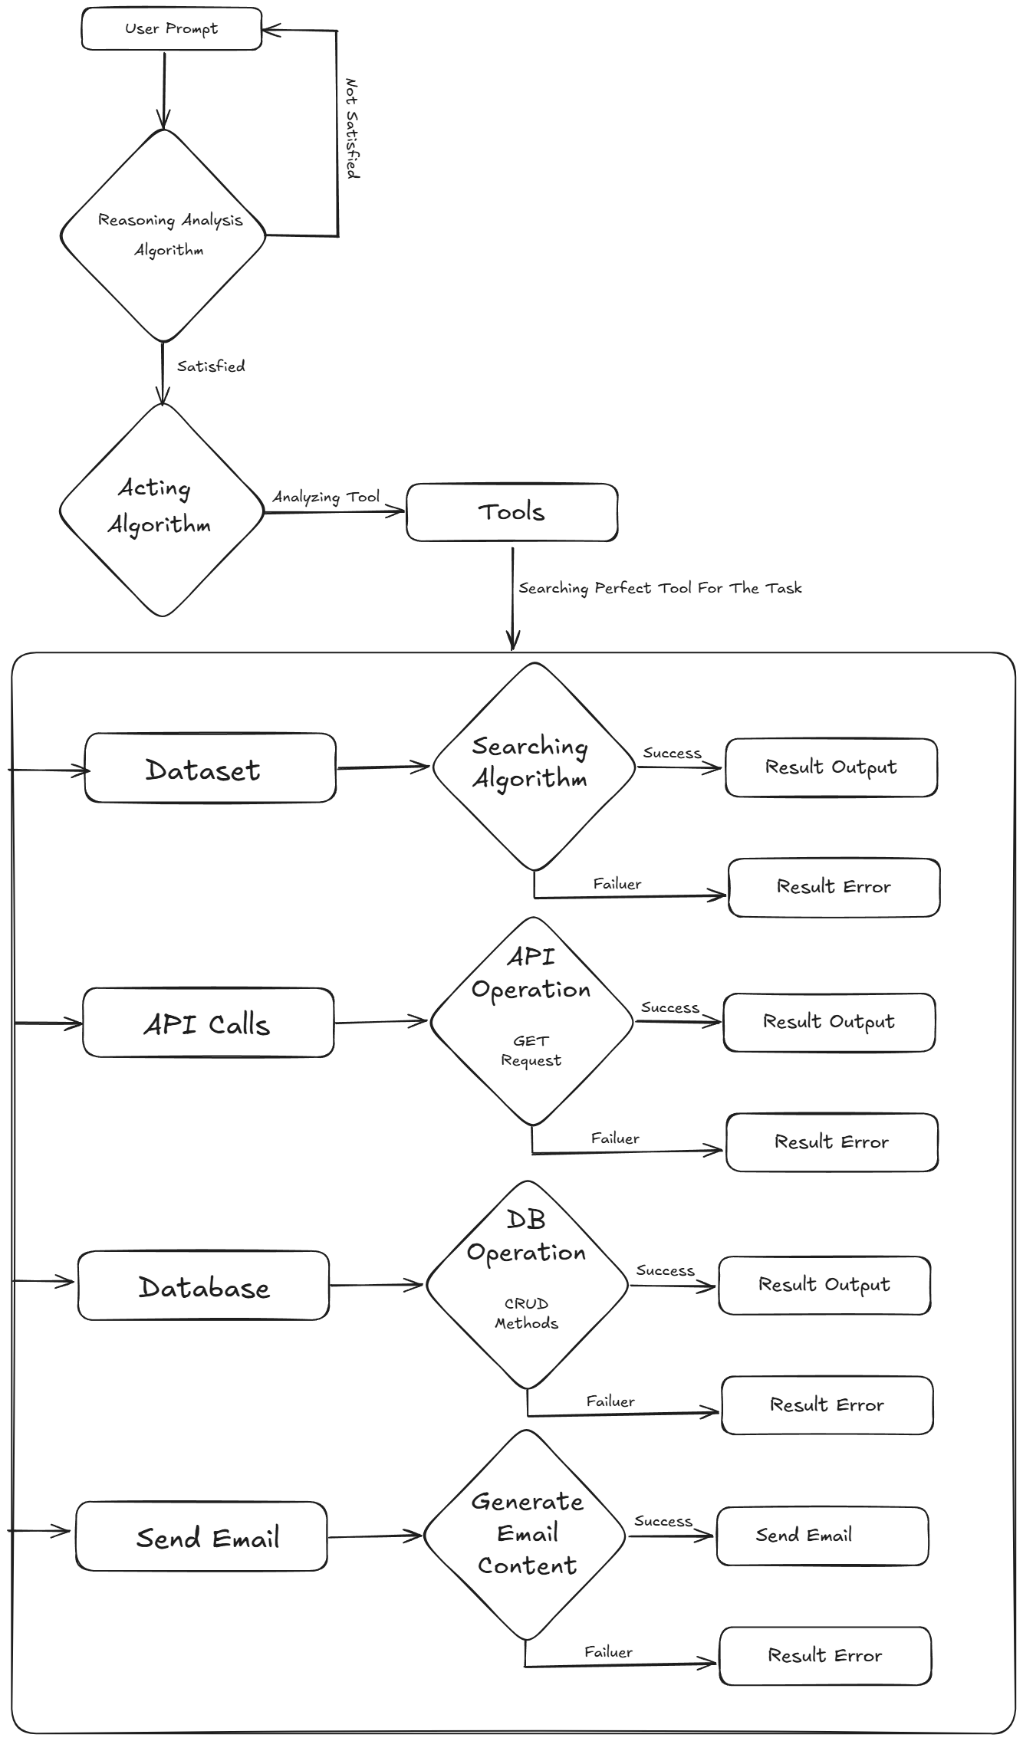 User Prompt
Not Satisfied
Reasoning Analysis
Algorithm
Satisfied
Acting
Algorithm
Analyzing Tool
Tools
Searching Perfect Tool For The Task
Dataset
Searching
Algorithm
Success
Result Output
Failuer
Result Error
API Calls
API
Operation
GET
Request
Success
Result Output
Failuer
Result Error
Database
DB
Operation
CRUD
Methods
Success
Result Output
Failuer
Result Error
Send Email
Generate
Email
Content
Success
Send Email
Failuer
Result Error